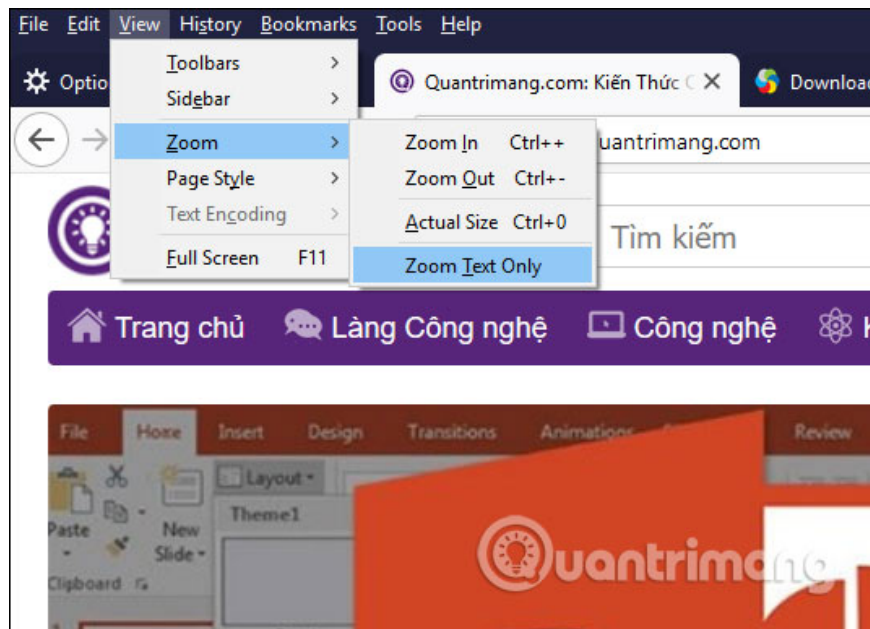 File Edit View History Bookmarks Tools Help
Optio
Quantrimang.com: Kiến Thức C
Downloa
Toolbars
Sidebar
Zoom
Page Style
Text Encoding
Full Screen F11
Zoom In Ctrl++
Zoom Out Ctrl+-
Actual Size Ctrl+0
Zoom Text Only
uantrimang.co m
Tìm kiếm
Trang chủ Làng Công nghệ Công nghệ K
File Home Insert Design Transitions Animations Review
Layout
Theme1
Paste
New
Slide
Clipboard
Quantrimang